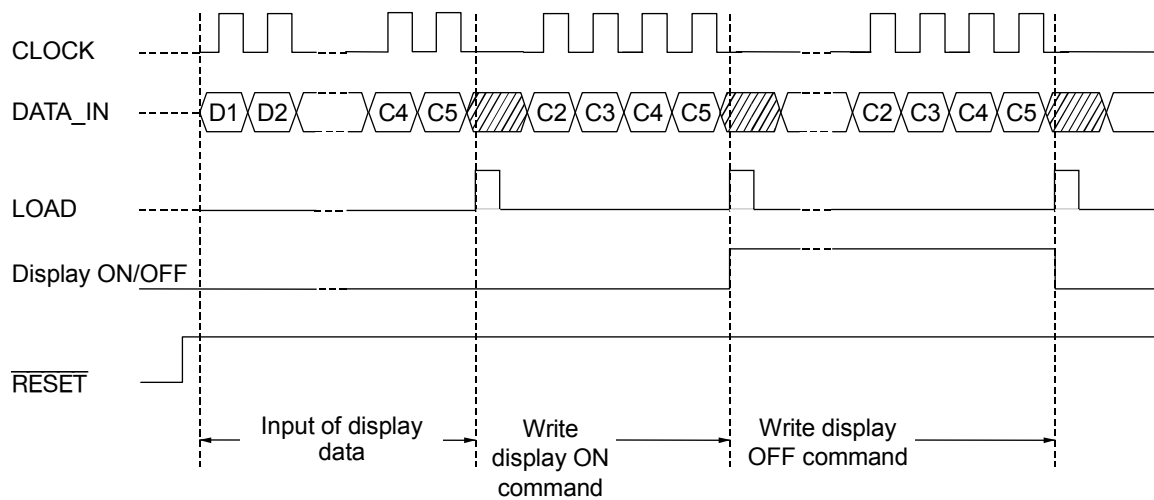 CLOCK
DATA_IN D1 D2 C4 C5 C2 C3 C4 C5 C2 C3 C4 C5
LOAD
Display ON/OFF
RESET
Input of display
data
Write
display ON
command
Write display
OFF command